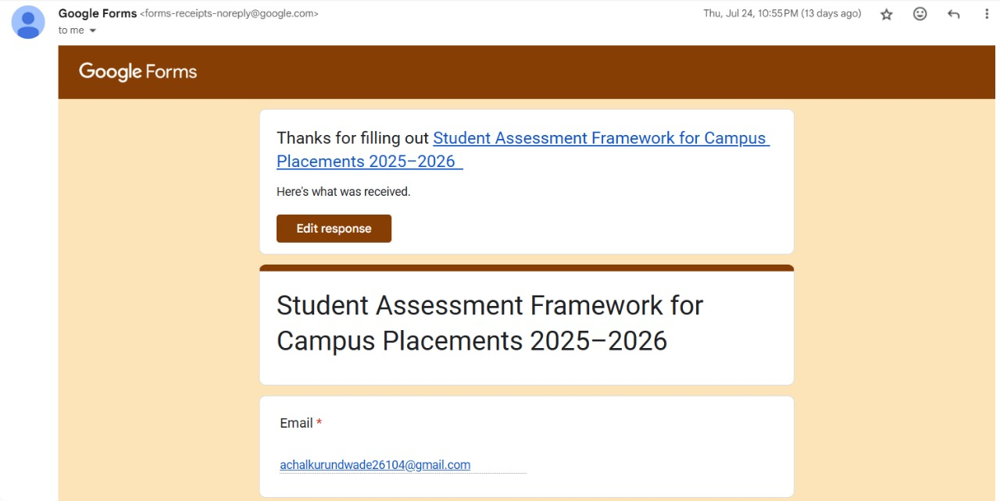 Google Forms <forms-receipts-noreply@google.com>
Thu, Jul 24, 10:55 PM (13 days ago)
to me
Google Forms
Thanks for filling out Student Assessment Framework for Campus
Placements 2025–2026
Here's what was received.
Edit response
Student Assessment Framework for
Campus Placements 2025–2026
Email *
achalkurundwade26104@gmail.com